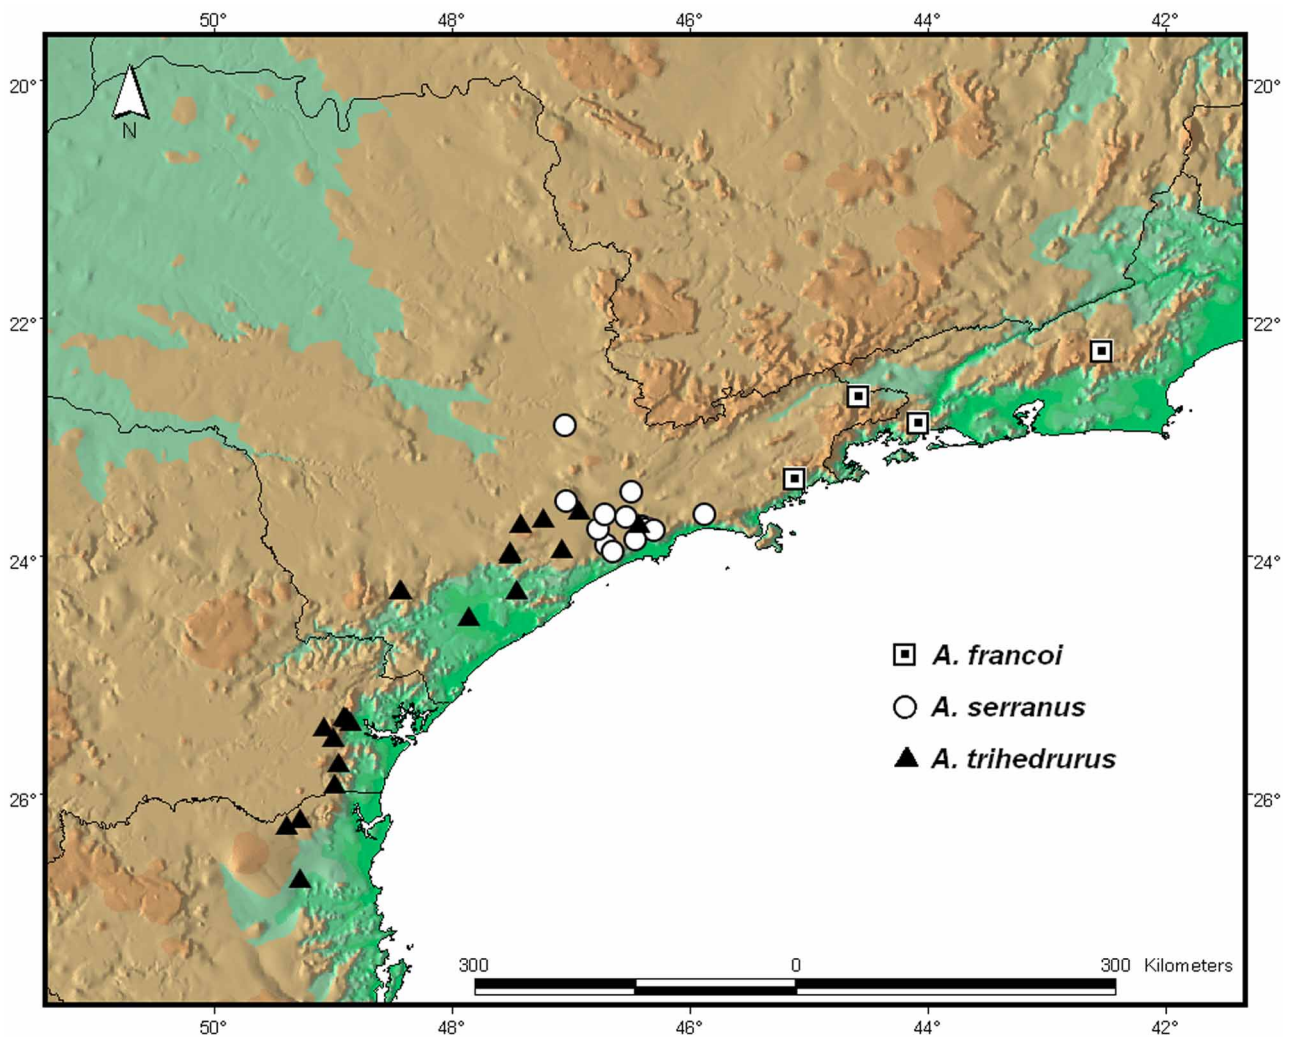 50° 48° 46° 44° 42°
20° 20°
N
22° 22°
24° 24°
A. francoi
A. serranus
A. trihedrurus
26° 26°
300 0 300 Kilometers
50° 48° 46° 44° 42°